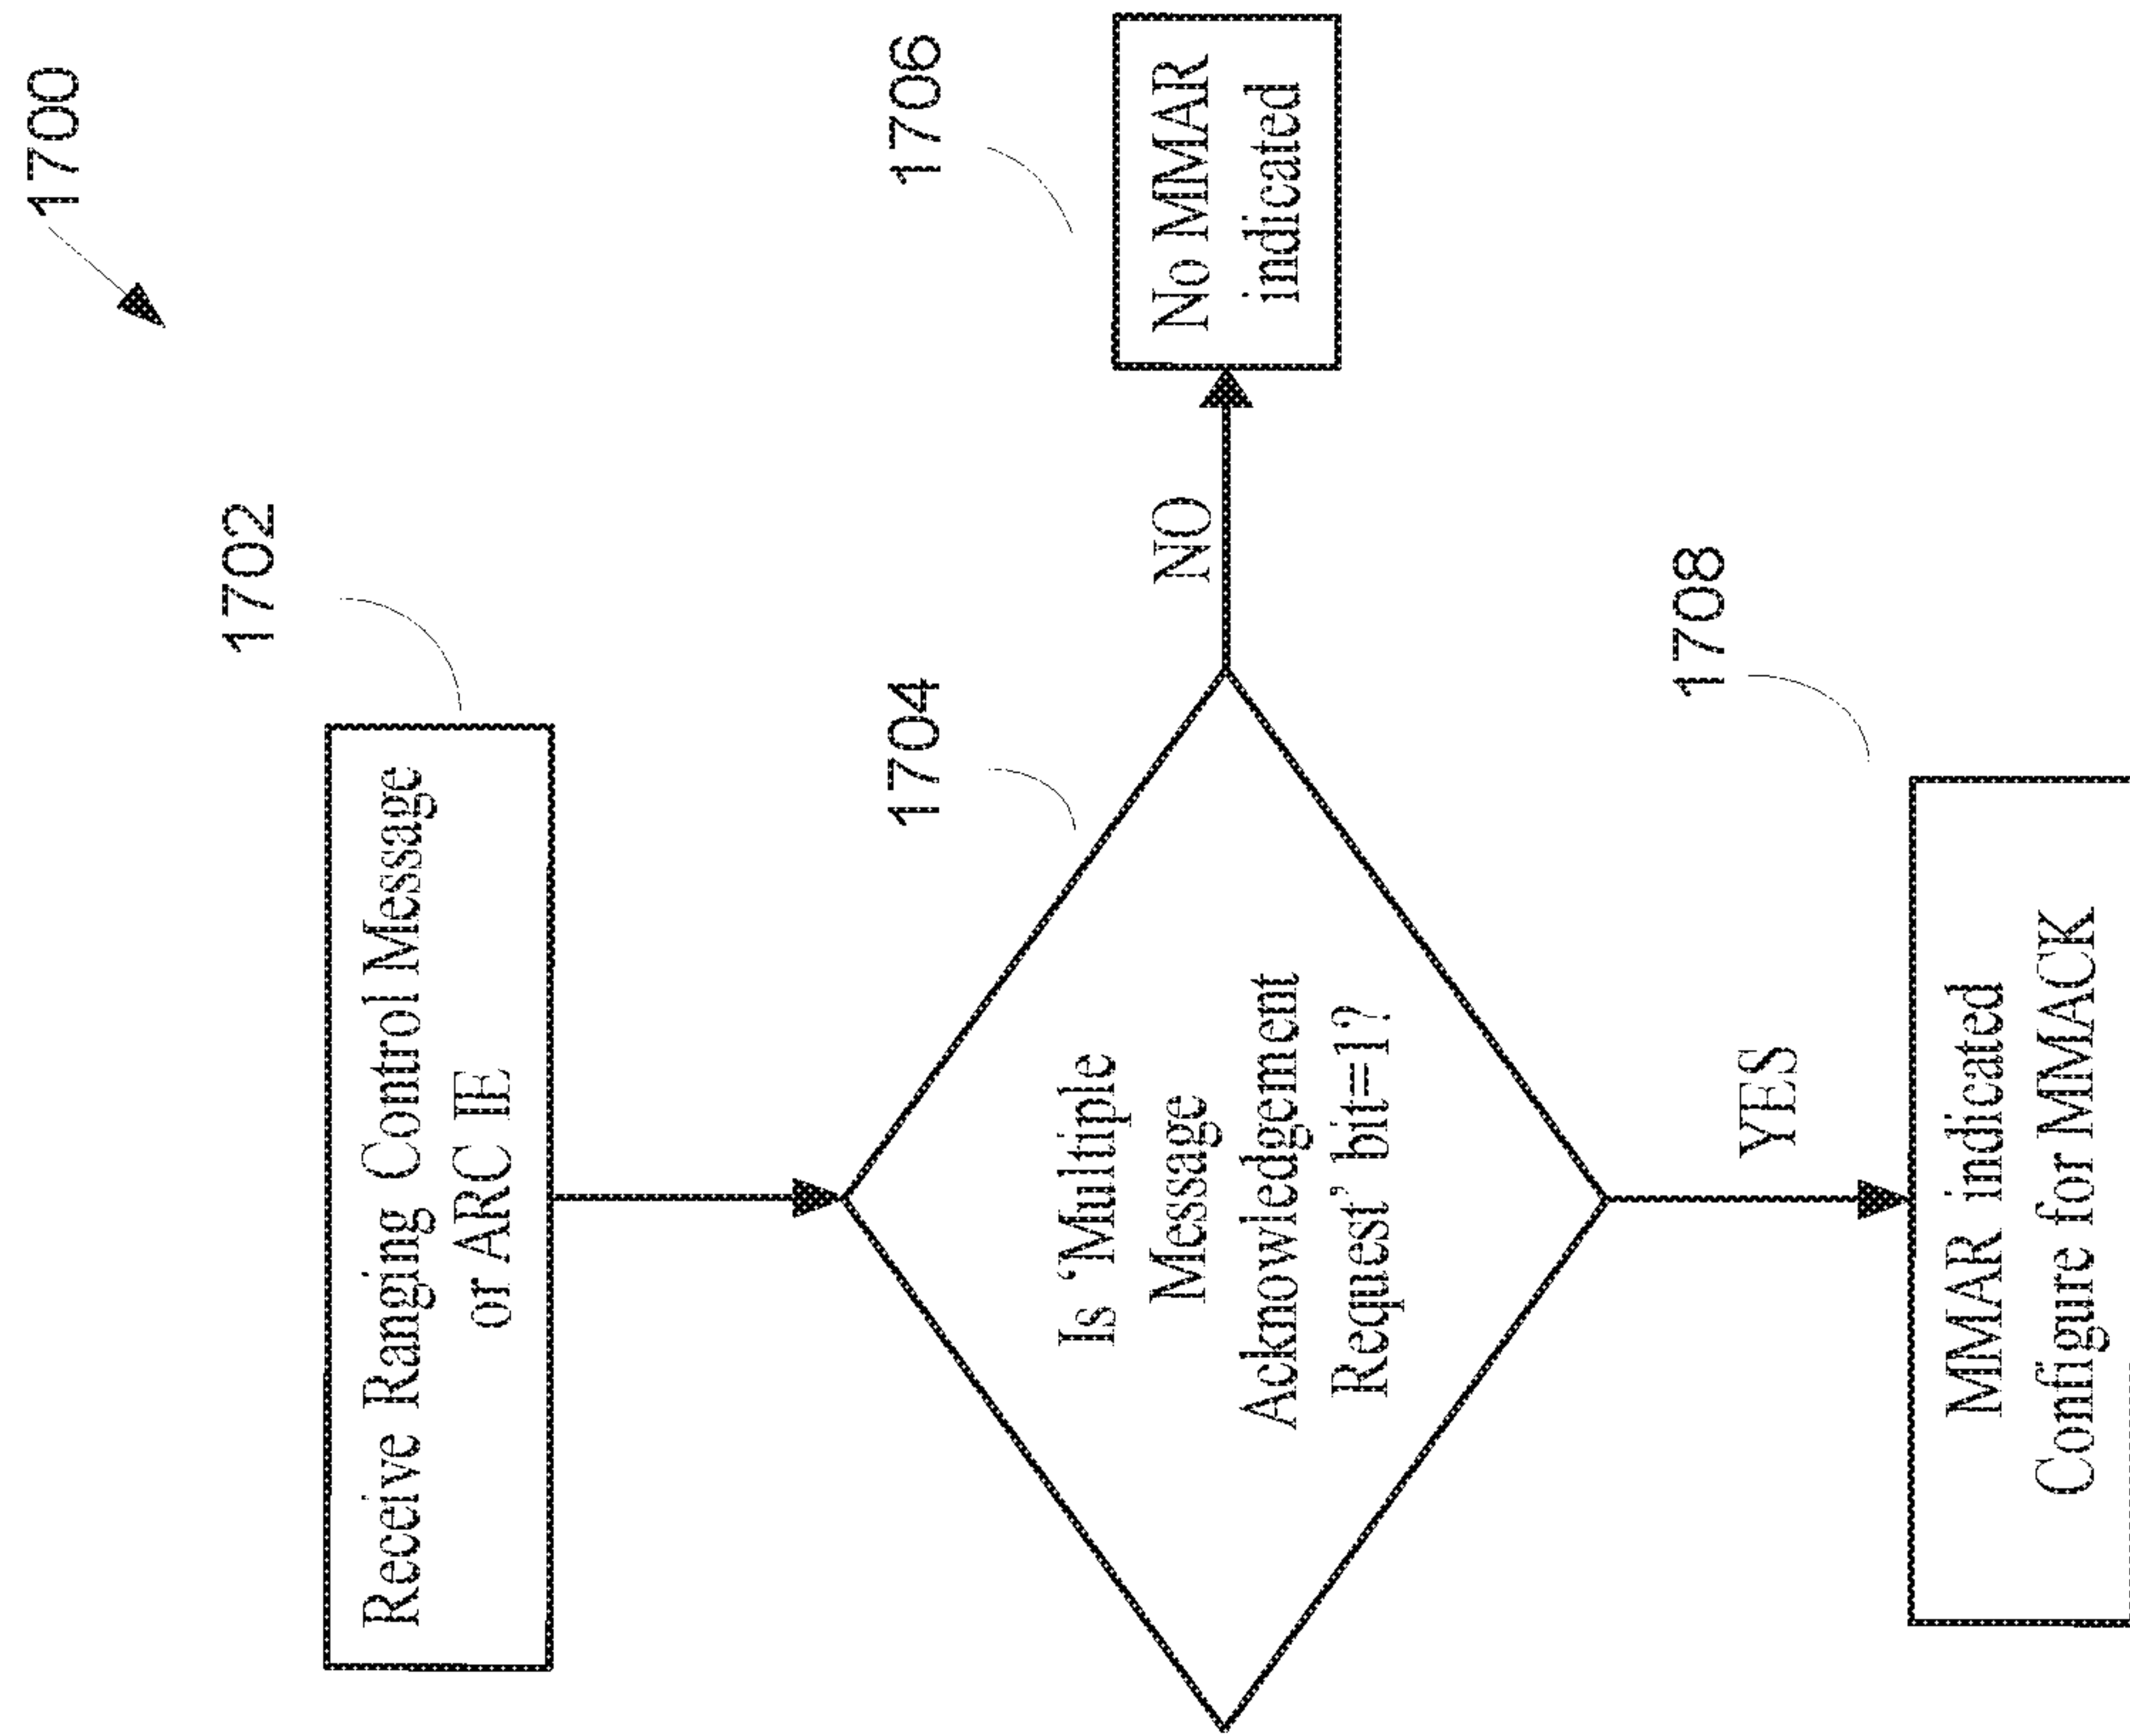 1700
1702
Receive Ranging Control Message
or ARC IE
1704
Is ‘Multiple
Message
Acknowledgement
Request’ bit=1?
NO
1706
No MMAR
indicated
YES
1708
MMAR indicated
Configure for MMACK